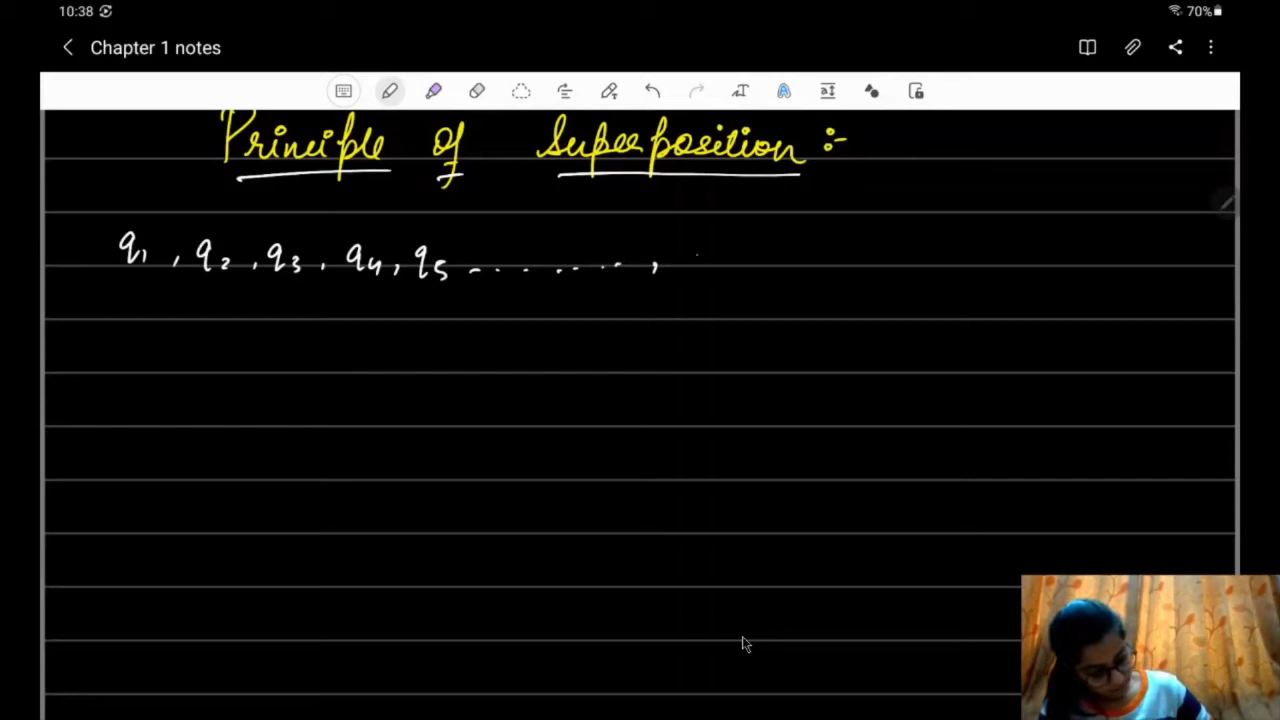 10:38 70%
Chapter 1 notes
Principle of Superposition :-
q1 , q2 , q3 , q4 , q5 - . . . . . . . . ,